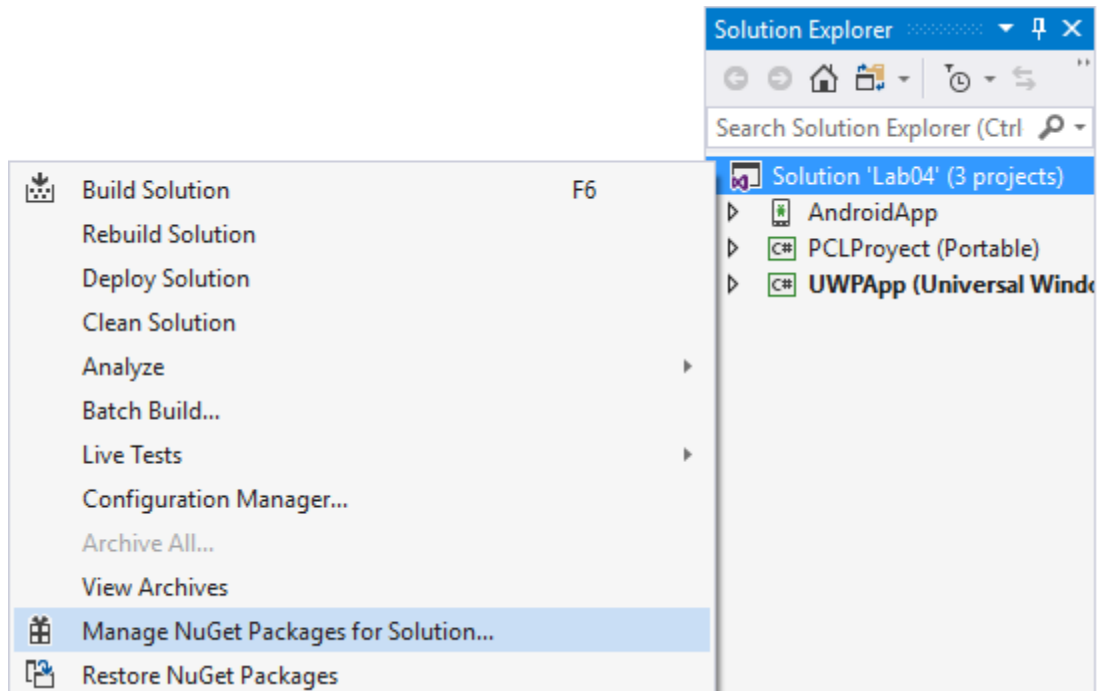 Solution Explorer
Search Solution Explorer (Ctrl
Solution 'Lab04' (3 projects)
AndroidApp
C# PCLProyect (Portable)
C# UWPApp (Universal Windo
Build Solution F6
Rebuild Solution
Deploy Solution
Clean Solution
Analyze
Batch Build...
Live Tests
Configuration Manager...
Archive All...
View Archives
Manage NuGet Packages for Solution...
Restore NuGet Packages